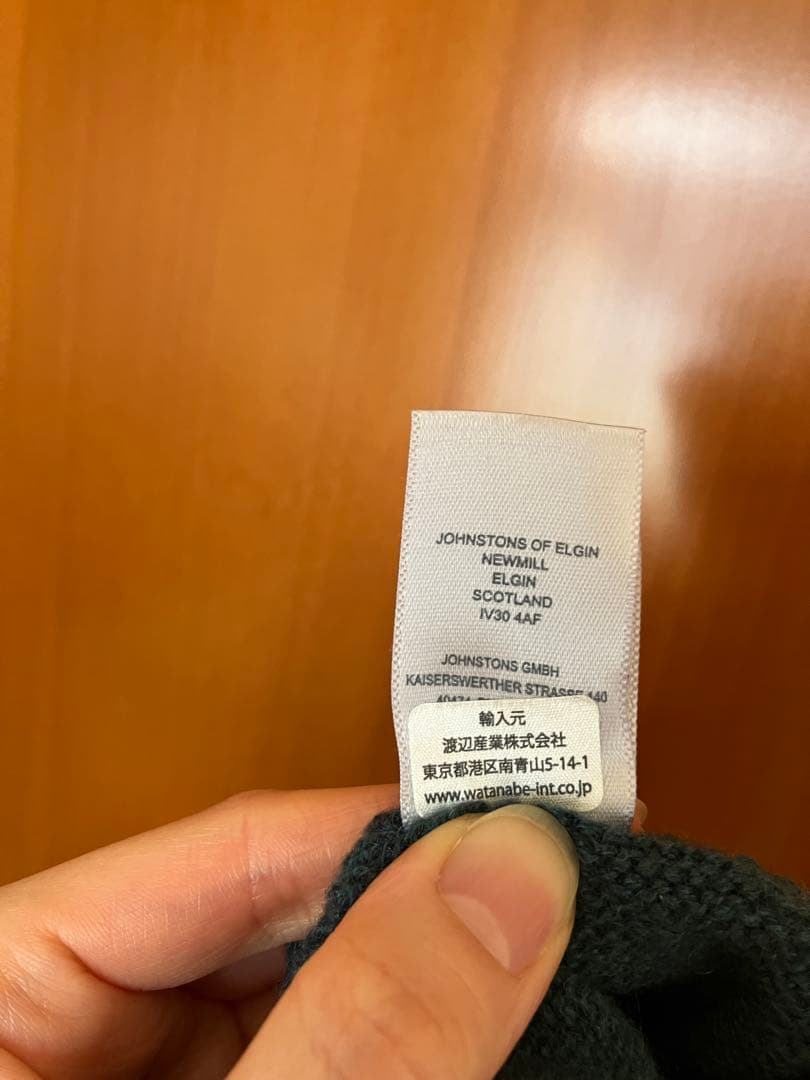 JOHNSTONS OF ELGIN
NEWMILL
ELGIN
SCOTLAND
IV30 4AF
JOHNSTONS GMBH
KAISERSWERTHER STRASSE 140
輸入元
渡辺産業株式会社
東京都港区南青山5-14-1
www.watanabe-int.co.jp